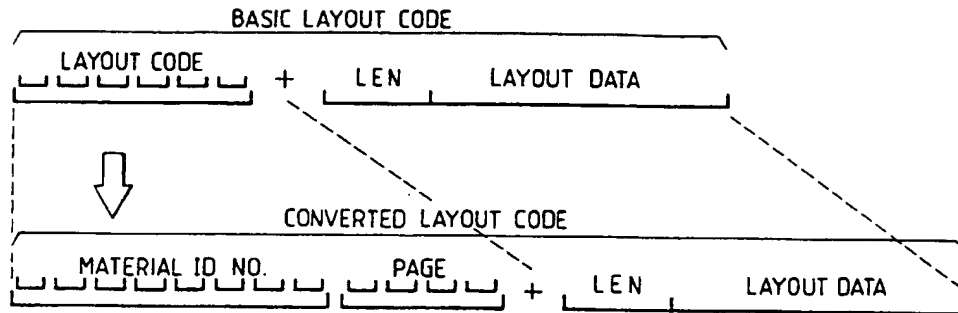 BASIC LAYOUT CODE
LAYOUT CODE + LEN LAYOUT DATA
CONVERTED LAYOUT CODE
MATERIAL ID NO. PAGE + LEN LAYOUT DATA